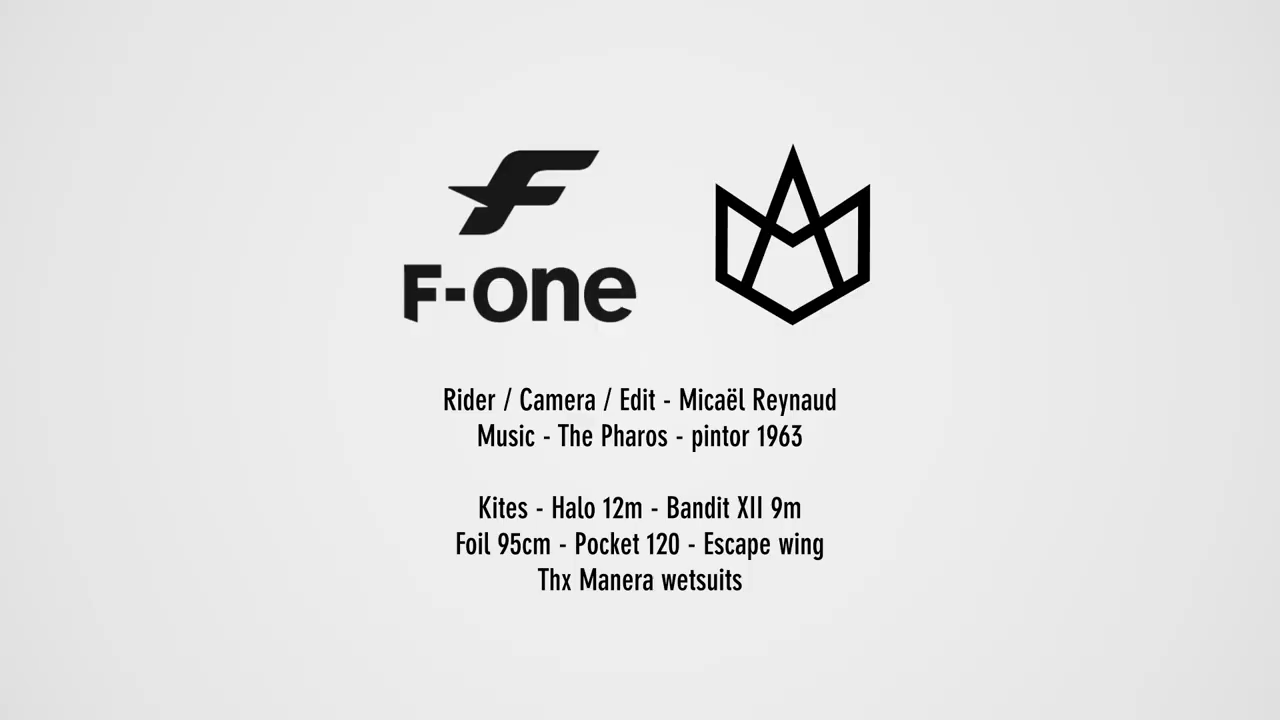 F-one
Rider / Camera / Edit - Micaël Reynaud
Music - The Pharos - pintor 1963
Kites - Halo 12m - Bandit XII 9m
Foil 95cm - Pocket 120 - Escape wing
Thx Manera wetsuits